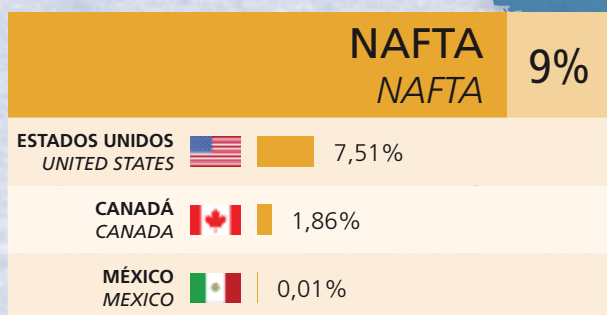 NAFTA
NAFTA
9%
ESTADOS UNIDOS
UNITED STATES
7,51%
CANADÁ
CANADA
1,86%
MÉXICO
MEXICO
0,01%